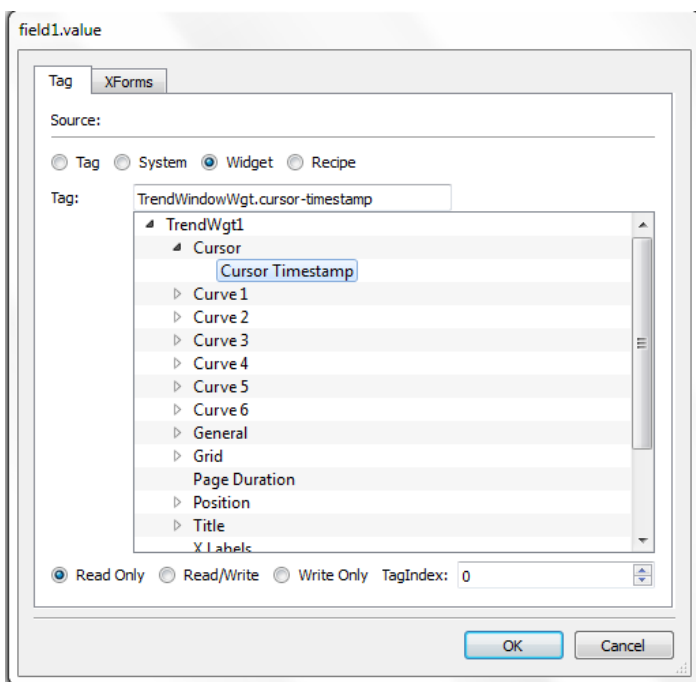 field1.value
Tag XForms
Source:
Tag System Widget Recipe
Tag: TrendWindowWgt.cursor-timestamp
TrendWgt1
Cursor
Cursor Timestamp
Curve 1
Curve 2
Curve 3
Curve 4
Curve 5
Curve 6
General
Grid
Page Duration
Position
Title
X Labels
Read Only Read/Write Write Only TagIndex: 0
OK Cancel